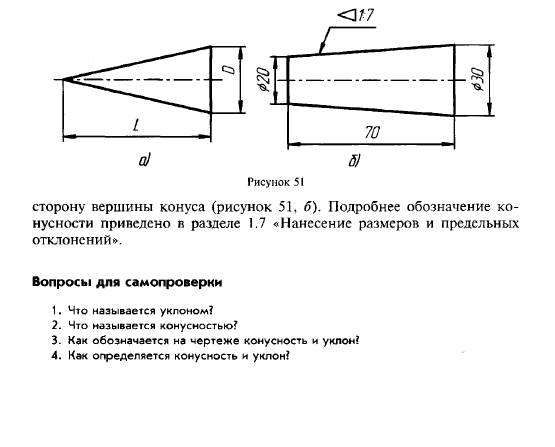 ◁1:7
D
L
Ø20
Ø30
70
а)
б)
Рисунок 51
сторону вершины конуса (рисунок 51, б). Подробнее обозначение ко-
нусности приведено в разделе 1.7 «Нанесение размеров и предельных
отклонений».
Вопросы для самопроверки
1. Что называется уклоном?
2. Что называется конусностью?
3. Как обозначается на чертеже конусность и уклон?
4. Как определяется конусность и уклон?